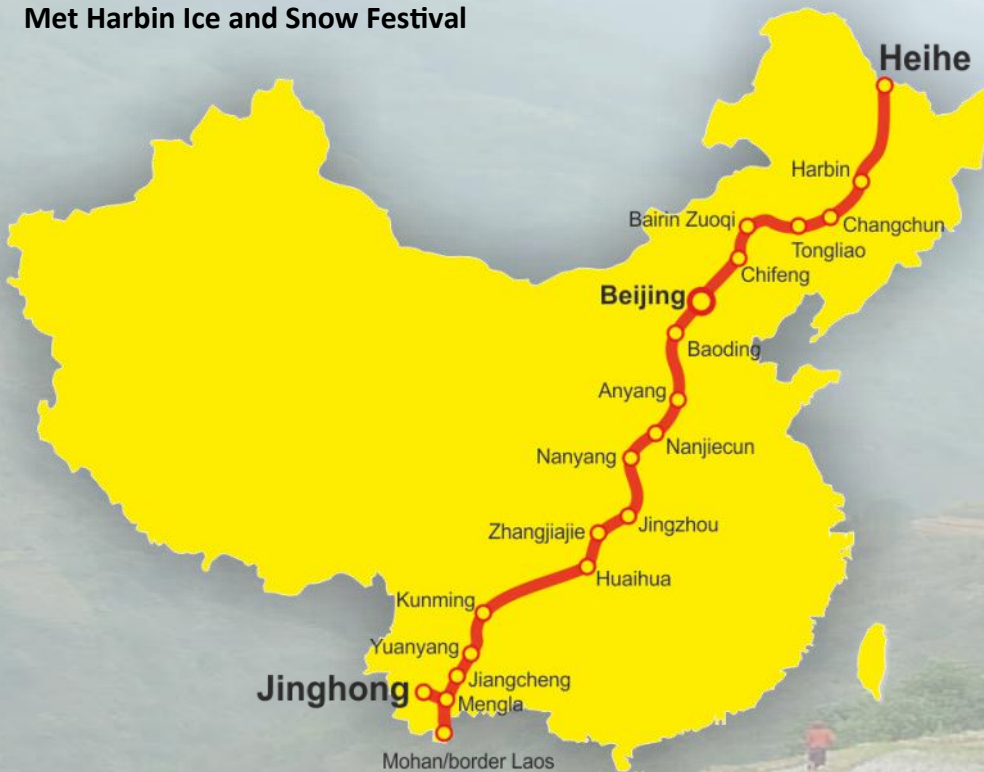 Met Harbin Ice and Snow Festival
Heihe
Harbin
Bairin Zuoqi
Changchun
Tongliao
Chifeng
Beijing
Baoding
Anyang
Nanjiecun
Nanyang
Jingzhou
Zhangjiajie
Huaihua
Kunming
Yuanyang
Jiangcheng
Jinghong
Mengla
Mohan/border Laos